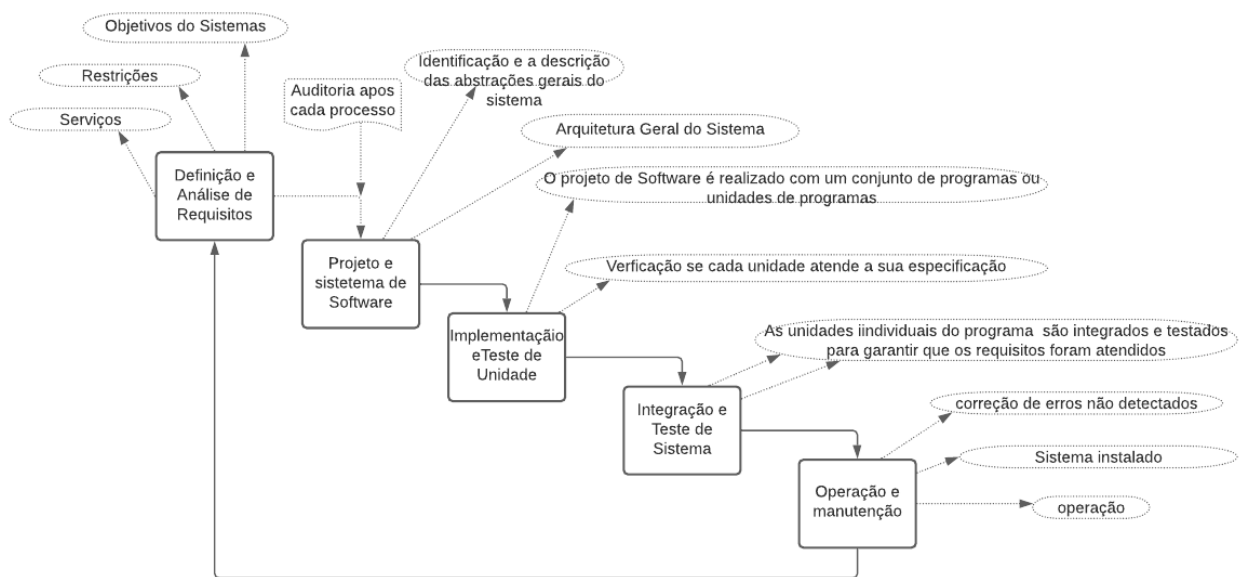 Objetivos do Sistemas
Restrições
Serviços
Definição e
Análise de
Requisitos
Auditoria apos
cada processo
Identificação e a descrição
das abstrações gerais do
sistema
Arquitetura Geral do Sistema
O projeto de Software é realizado com um conjunto de programas ou
unidades de programas
Projeto e
sistetema de
Software
Verficação se cada unidade atende a sua especificação
Implementaçãio
eTeste de
Unidade
As unidades iindividuais do programa são integrados e testados
para garantir que os requisitos foram atendidos
Integração e
Teste de
Sistema
correção de erros não detectados
Sistema instalado
operação
Operação e
manutenção